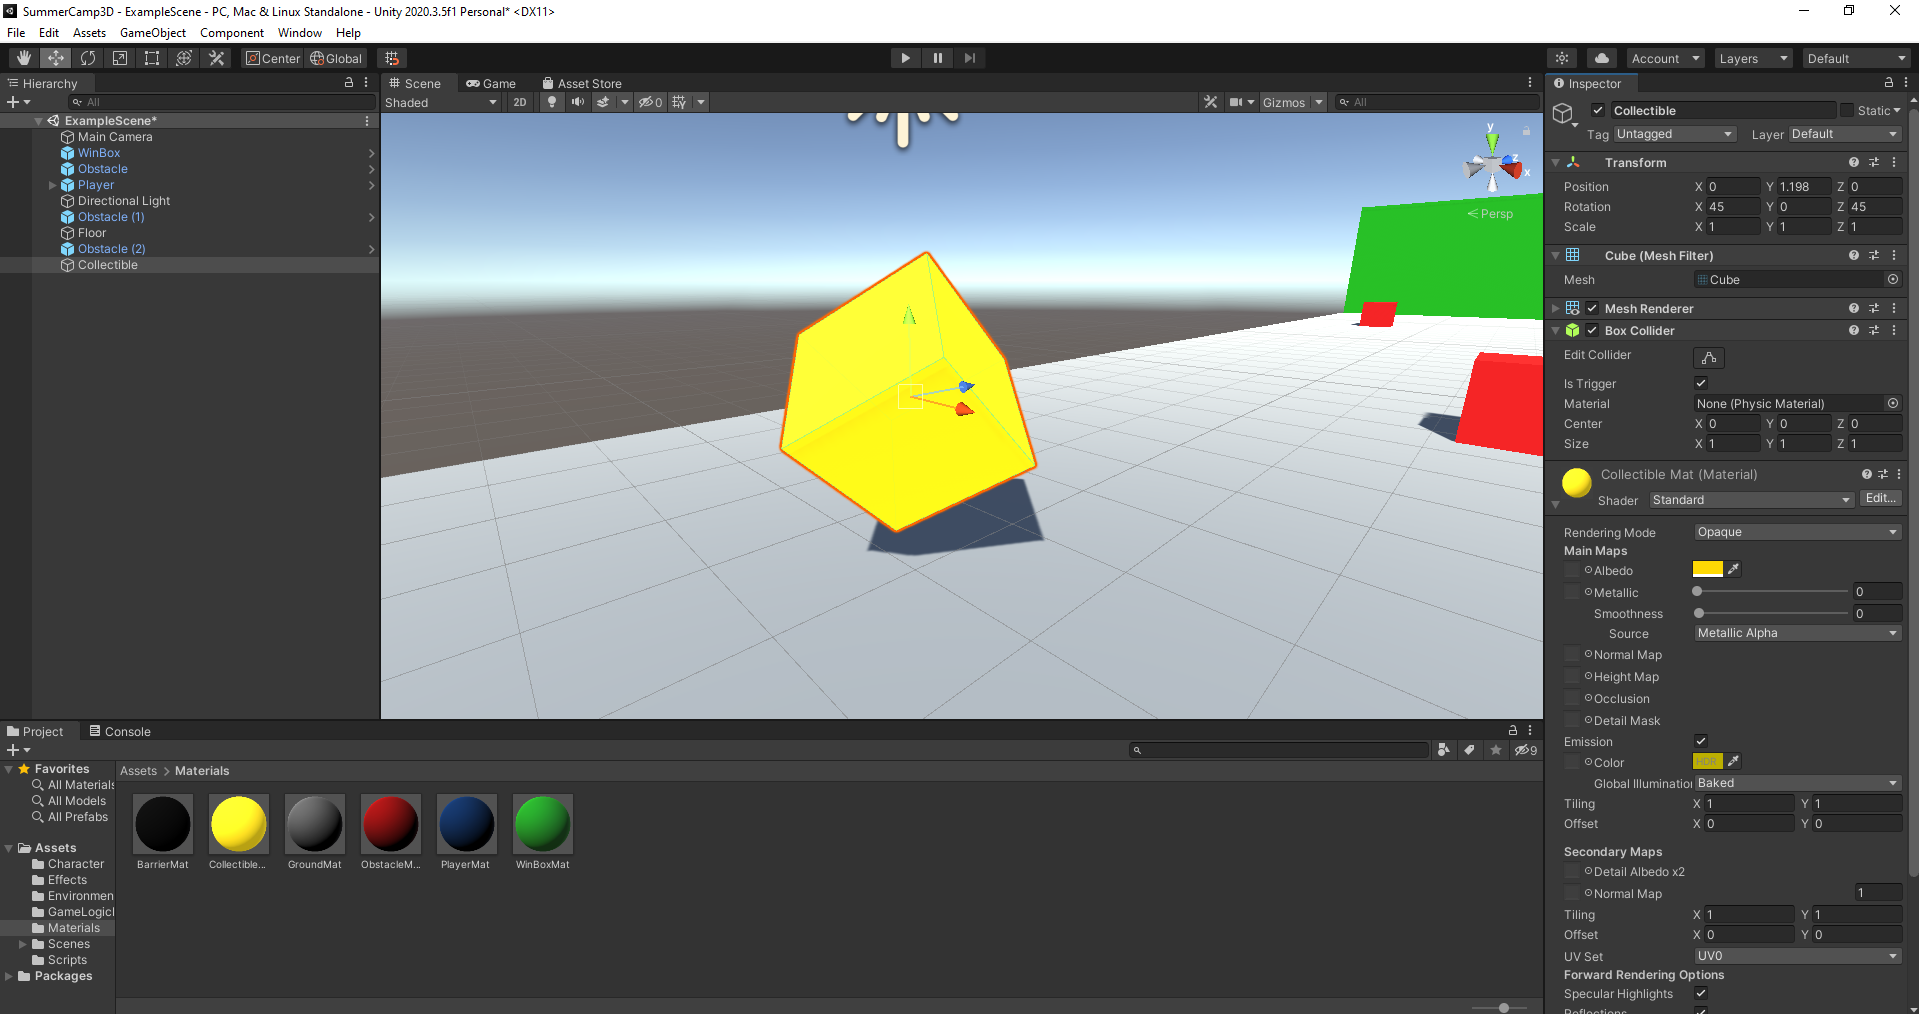 SummerCamp3D - ExampleScene - PC, Mac & Linux Standalone - Unity 2020.3.5f1 Personal* <DX11>
File Edit Assets GameObject Component Window Help
Center Global Account Layers Default
Hierarchy
All
ExampleScene*
Main Camera
WinBox
Obstacle
Player
Directional Light
Obstacle (1)
Floor
Obstacle (2)
Collectible
Scene Game Asset Store
Shaded 2D 0 Gizmos All
y
z
x
Persp
Inspector
Collectible Static
Tag Untagged Layer Default
Transform
Position X 0 Y 1.198 Z 0
Rotation X 45 Y 0 Z 45
Scale X 1 Y 1 Z 1
Cube (Mesh Filter)
Mesh Cube
Mesh Renderer
Box Collider
Edit Collider
Is Trigger
Material None (Physic Material)
Center X 0 Y 0 Z 0
Size X 1 Y 1 Z 1
Collectible Mat (Material)
Shader Standard Edit...
Rendering Mode Opaque
Main Maps
Albedo
Metallic 0
Smoothness 0
Source Metallic Alpha
Normal Map
Height Map
Occlusion
Detail Mask
Emission
Color HDR
Global Illumination Baked
Tiling X 1 Y 1
Offset X 0 Y 0
Secondary Maps
Detail Albedo x2
Normal Map 1
Tiling X 1 Y 1
Offset X 0 Y 0
UV Set UV0
Forward Rendering Options
Specular Highlights
Reflections
Project Console
9
Favorites
All Materials
All Models
All Prefabs
Assets
Character
Effects
Environmen
GameLogicl
Materials
Scenes
Scripts
Packages
Assets > Materials
BarrierMat Collectible... GroundMat ObstacleM... PlayerMat WinBoxMat